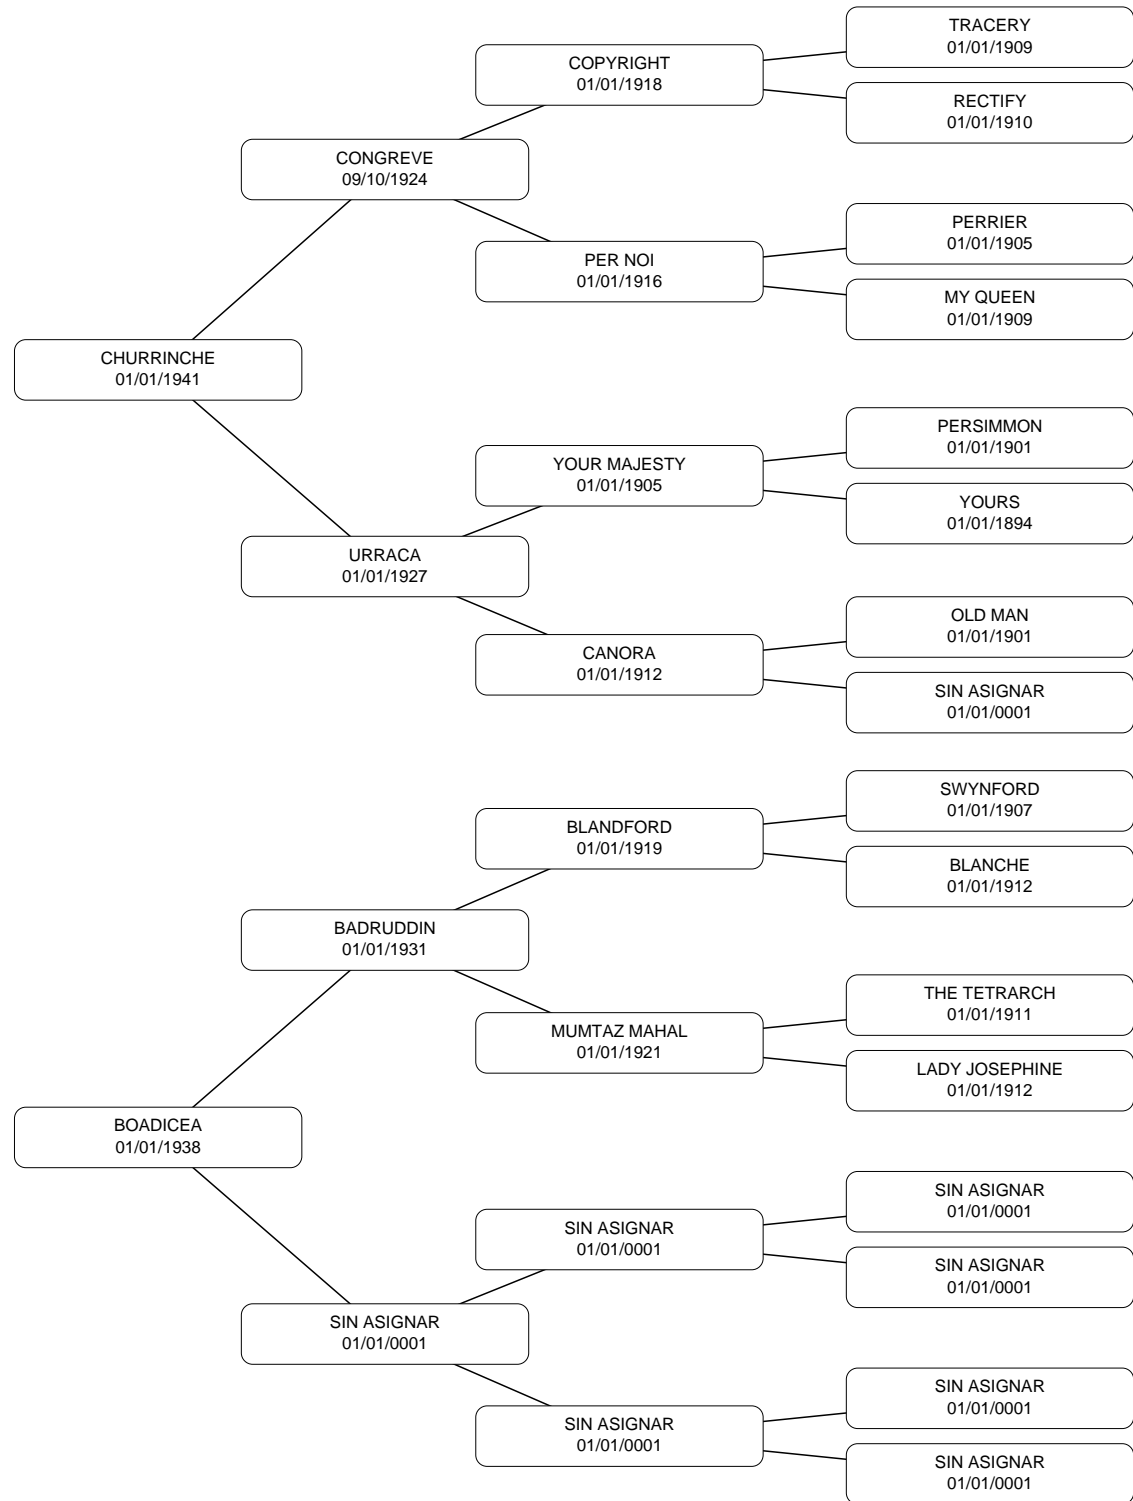 TRACERY
01/01/1909
COPYRIGHT
01/01/1918
RECTIFY
01/01/1910
CONGREVE
09/10/1924
PERRIER
01/01/1905
PER NOI
01/01/1916
MY QUEEN
01/01/1909
CHURRINCHE
01/01/1941
PERSIMMON
01/01/1901
YOUR MAJESTY
01/01/1905
YOURS
01/01/1894
URRACA
01/01/1927
OLD MAN
01/01/1901
CANORA
01/01/1912
SIN ASIGNAR
01/01/0001
SWYNFORD
01/01/1907
BLANDFORD
01/01/1919
BLANCHE
01/01/1912
BADRUDDIN
01/01/1931
THE TETRARCH
01/01/1911
MUMTAZ MAHAL
01/01/1921
LADY JOSEPHINE
01/01/1912
BOADICEA
01/01/1938
SIN ASIGNAR
01/01/0001
SIN ASIGNAR
01/01/0001
SIN ASIGNAR
01/01/0001
SIN ASIGNAR
01/01/0001
SIN ASIGNAR
01/01/0001
SIN ASIGNAR
01/01/0001
SIN ASIGNAR
01/01/0001